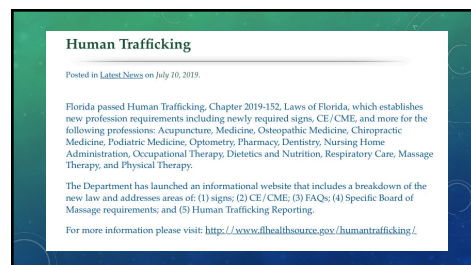 Human Trafficking
Posted in Latest News on July 10, 2019.
Florida passed Human Trafficking, Chapter 2019-152, Laws of Florida, which establishes
new profession requirements including newly required signs, CE/CME, and more for the
following professions: Acupuncture, Medicine, Osteopathic Medicine, Chiropractic
Medicine, Podiatric Medicine, Optometry, Pharmacy, Dentistry, Nursing Home
Administration, Occupational Therapy, Dietetics and Nutrition, Respiratory Care, Massage
Therapy, and Physical Therapy.
The Department has launched an informational website that includes a breakdown of the
new law and addresses areas of: (1) signs; (2) CE/CME; (3) FAQs; (4) Specific Board of
Massage requirements; and (5) Human Trafficking Reporting.
For more information please visit: http://www.flhealthsource.gov/humantrafficking/